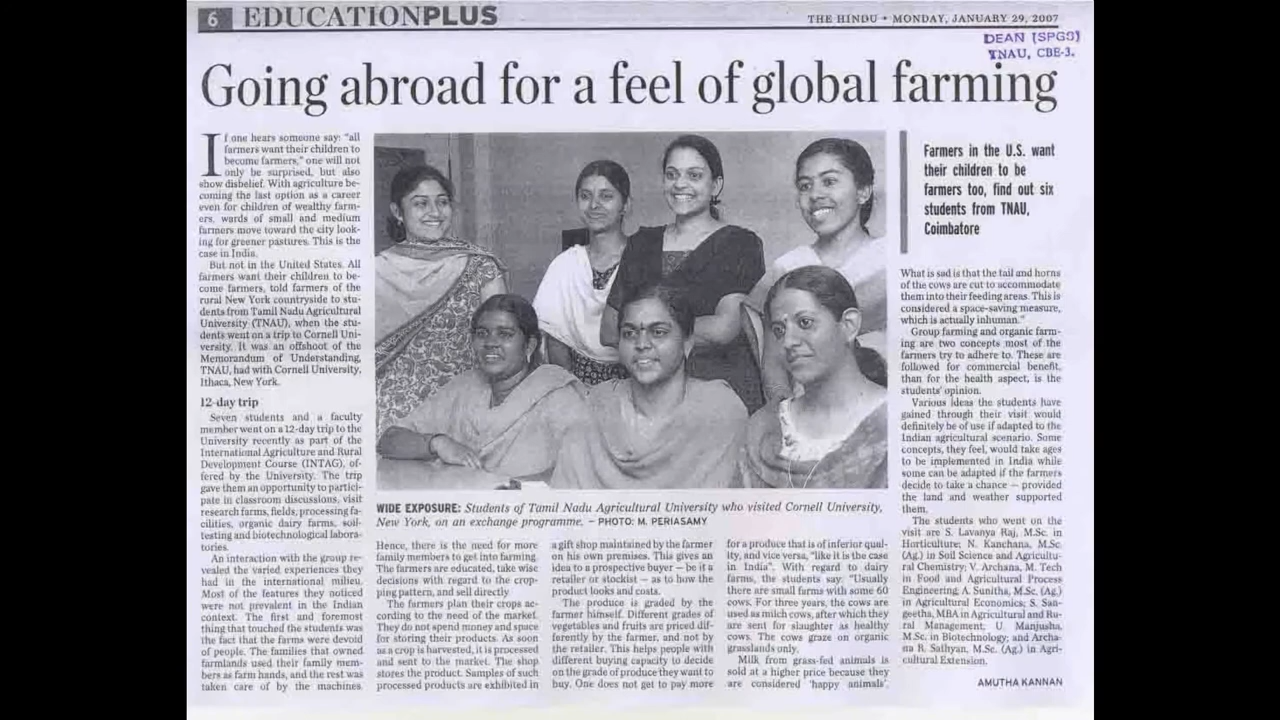 6 EDUCATIONPLUS
THE HINDU • MONDAY, JANUARY 29, 2007
DEAN (SPGS)
TNAU, CBE-3.
Going abroad for a feel of global farming
If one hears someone say: "all
farmers want their children to
become farmers," one will not
only be surprised, but also
show disbelief. With agriculture be-
coming the last option as a career
even for children of wealthy farm-
ers, wards of small and medium
farmers move toward the city look-
ing for greener pastures. This is the
case in India.
But not in the United States. All
farmers want their children to be-
come farmers, told farmers of the
rural New York countryside to stu-
dents from Tamil Nadu Agricultural
University (TNAU), when the stu-
dents went on a trip to Cornell Uni-
versity. It was an offshoot of the
Memorandum of Understanding,
TNAU, had with Cornell University,
Ithaca, New York.
12-day trip
Seven students and a faculty
member went on a 12-day trip to the
University recently as part of the
International Agriculture and Rural
Development Course (INTAG), of-
fered by the University. The trip
gave them an opportunity to partici-
pate in classroom discussions, visit
research farms, fields, processing fa-
cilities, organic dairy farms, soil-
testing and biotechnological labora-
tories.
An interaction with the group re-
vealed the varied experiences they
had in the international milieu.
Most of the features they noticed
were not prevalent in the Indian
context. The first and foremost
thing that touched the students was
the fact that the farms were devoid
of people. The families that owned
farmlands used their family mem-
bers as farm hands, and the rest was
taken care of by the machines.
WIDE EXPOSURE: Students of Tamil Nadu Agricultural University who visited Cornell University,
New York, on an exchange programme. – PHOTO: M. PERIASAMY
Hence, there is the need for more
family members to get into farming.
The farmers are educated, take wise
decisions with regard to the crop-
ping pattern, and sell directly
The farmers plan their crops ac-
cording to the need of the market.
They do not spend money and space
for storing their products. As soon
as a crop is harvested, it is processed
and sent to the market. The shop
stores the product. Samples of such
processed products are exhibited in
a gift shop maintained by the farmer
on his own premises. This gives an
idea to a prospective buyer — be it a
retailer or stockist — as to how the
product looks and costs.
The produce is graded by the
farmer himself. Different grades of
vegetables and fruits are priced dif-
ferently by the farmer, and not by
the retailer. This helps people with
different buying capacity to decide
on the grade of produce they want to
buy. One does not get to pay more
for a produce that is of inferior qual-
ity, and vice versa, "like it is the case
in India". With regard to dairy
farms, the students say: "Usually
there are small farms with some 60
cows. For three years, the cows are
used as milch cows, after which they
are sent for slaughter as healthy
cows. The cows graze on organic
grasslands only.
Milk from grass-fed animals is
sold at a higher price because they
are considered 'happy animals'.
Farmers in the U.S. want
their children to be
farmers too, find out six
students from TNAU,
Coimbatore
What is sad is that the tail and horns
of the cows are cut to accommodate
them into their feeding areas. This is
considered a space-saving measure,
which is actually inhuman."
Group farming and organic farm-
ing are two concepts most of the
farmers try to adhere to. These are
followed for commercial benefit,
than for the health aspect, is the
students' opinion.
Various ideas the students have
gained through their visit would
definitely be of use if adapted to the
Indian agricultural scenario. Some
concepts, they feel, would take ages
to be implemented in India while
some can be adapted if the farmers
decide to take a chance — provided
the land and weather supported
them.
The students who went on the
visit are S. Lavanya Raj, M.Sc. in
Horticulture; N. Kanchana, M.Sc.
(Ag.) in Soil Science and Agricultu-
ral Chemistry; V. Archana, M. Tech
in Food and Agricultural Process
Engineering; A. Sunitha, M.Sc. (Ag.)
in Agricultural Economics; S. San-
geetha, MBA in Agricultural and Ru-
ral Management; U. Manjusha,
M.Sc. in Biotechnology; and Archa-
na R. Sathyan, M.Sc. (Ag.) in Agri-
cultural Extension.
AMUTHA KANNAN